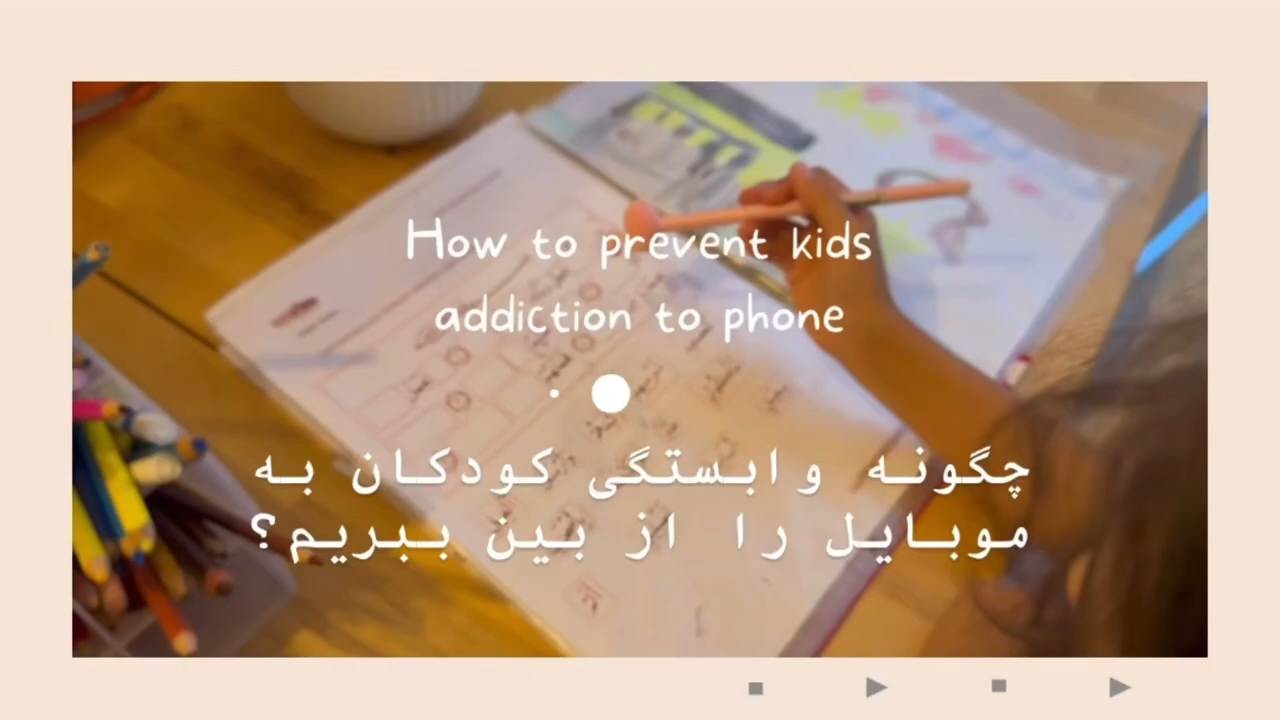 How to prevent kids
addiction to phone
چگونه وابستگی کودکان به
موبایل را از بین ببریم؟